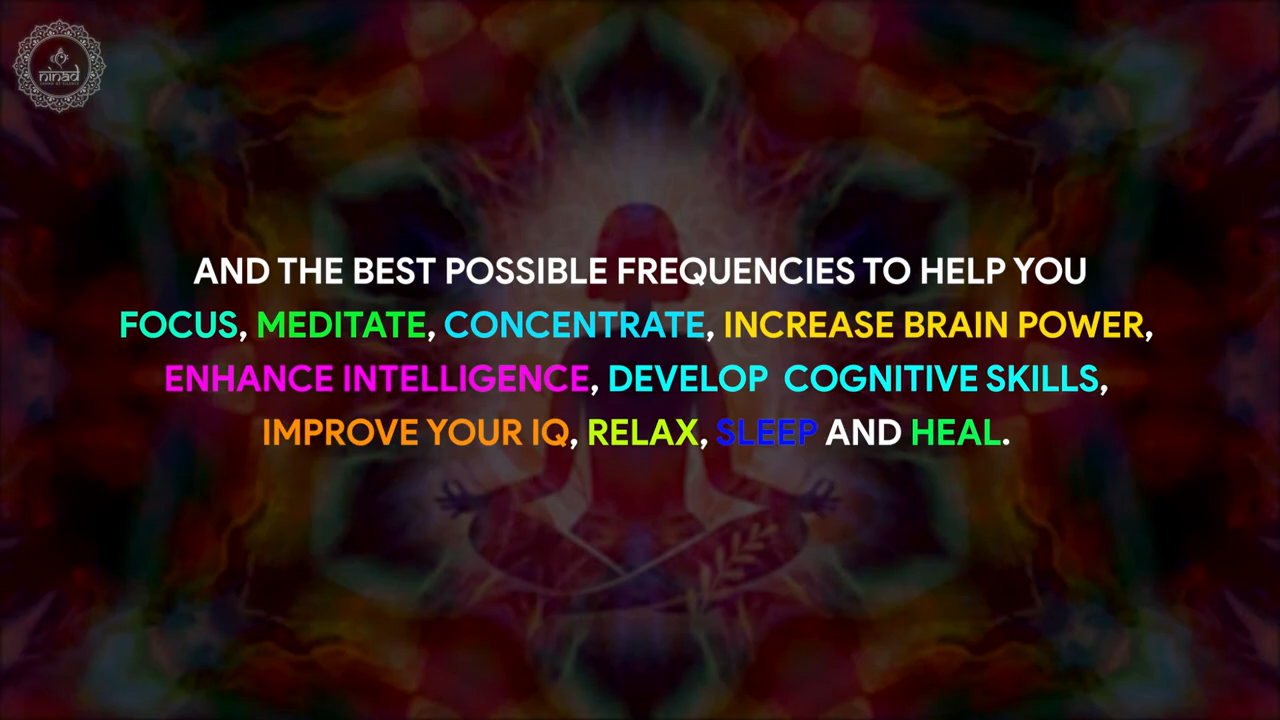 ninad
AND THE BEST POSSIBLE FREQUENCIES TO HELP YOU
FOCUS, MEDITATE, CONCENTRATE, INCREASE BRAIN POWER,
ENHANCE INTELLIGENCE, DEVELOP COGNITIVE SKILLS,
IMPROVE YOUR IQ, RELAX, SLEEP AND HEAL.